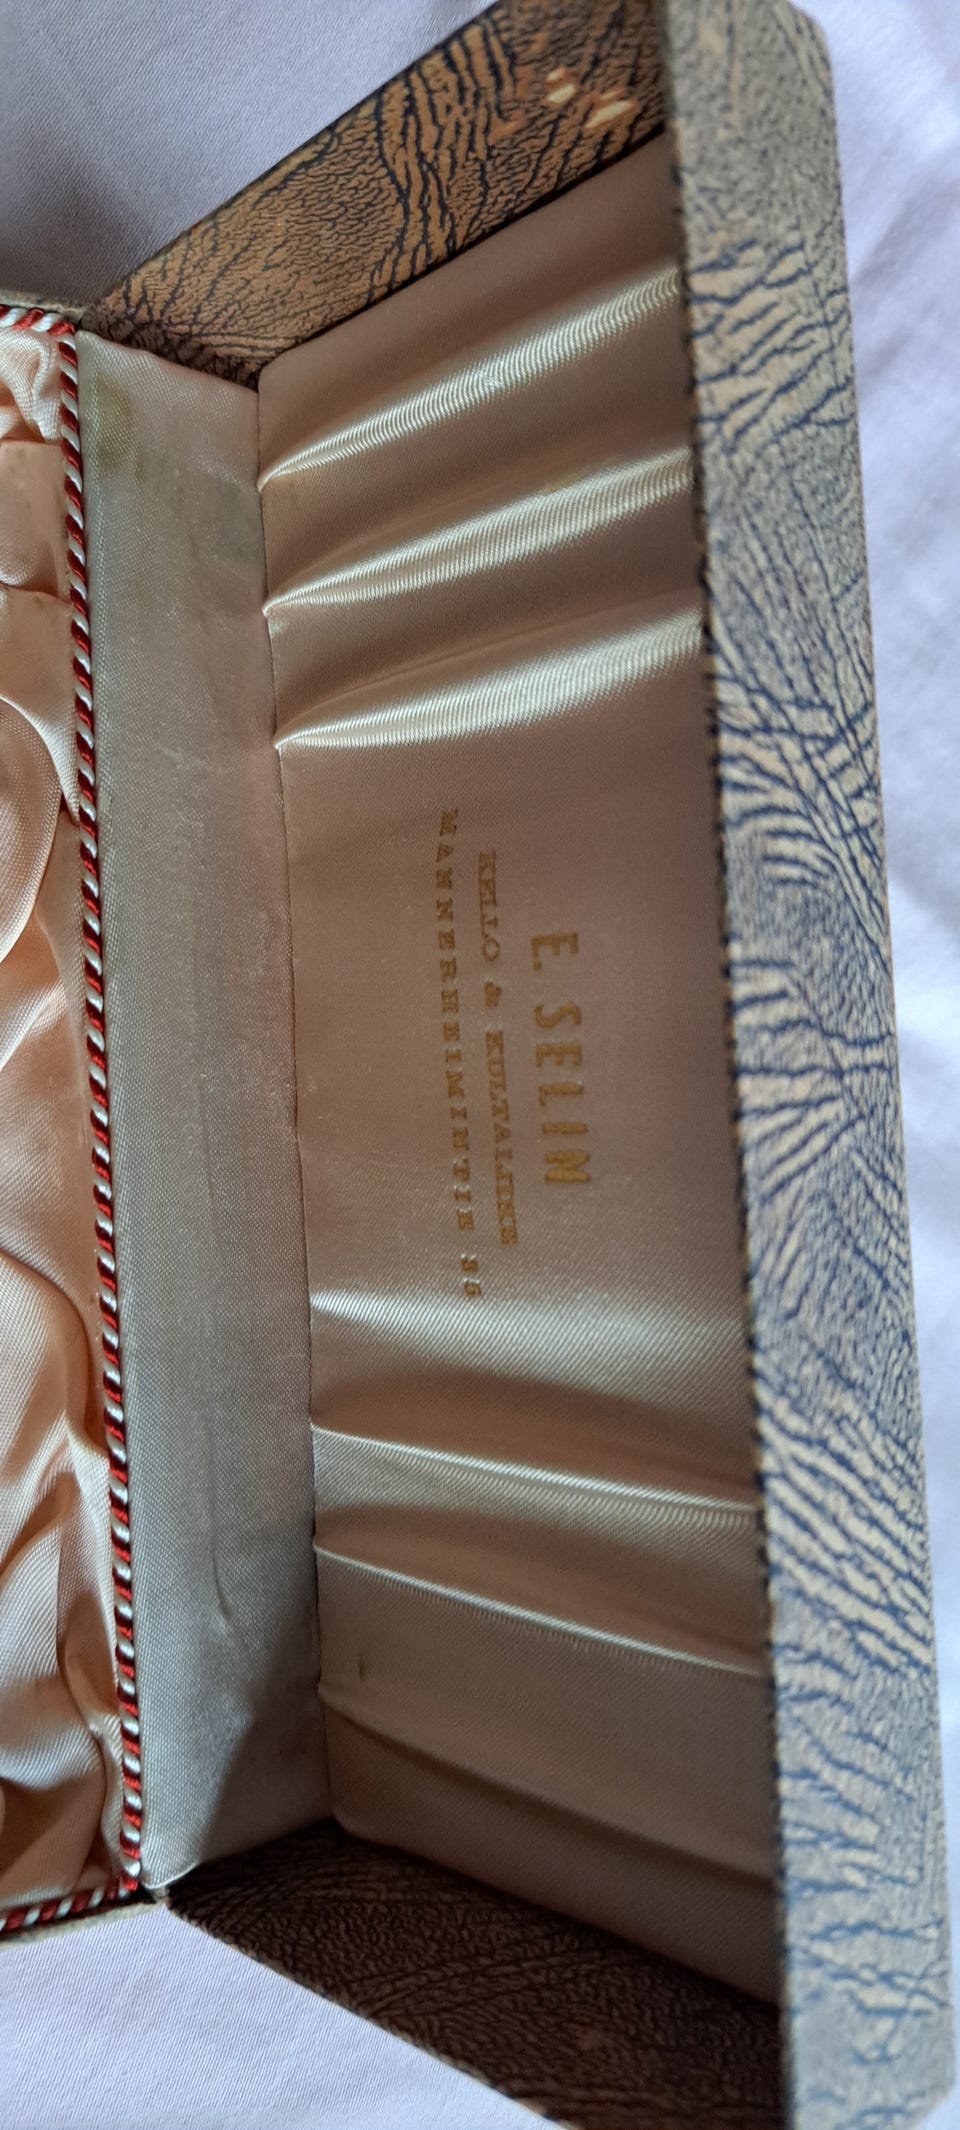 E. SELIN
KELLO & KULTALIIKE
MANNERHEIMINTIE 35